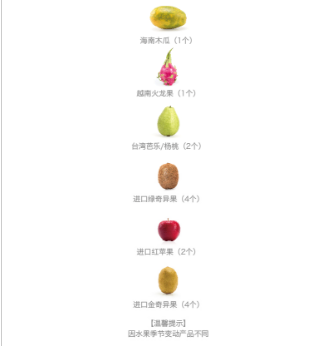 海南木瓜（1个）
越南火龙果（1个）
台湾芭乐/杨桃（2个）
进口绿奇异果（4个）
进口红苹果（2个）
进口金奇异果（4个）
【温馨提示】
因水果季节变动产品不同